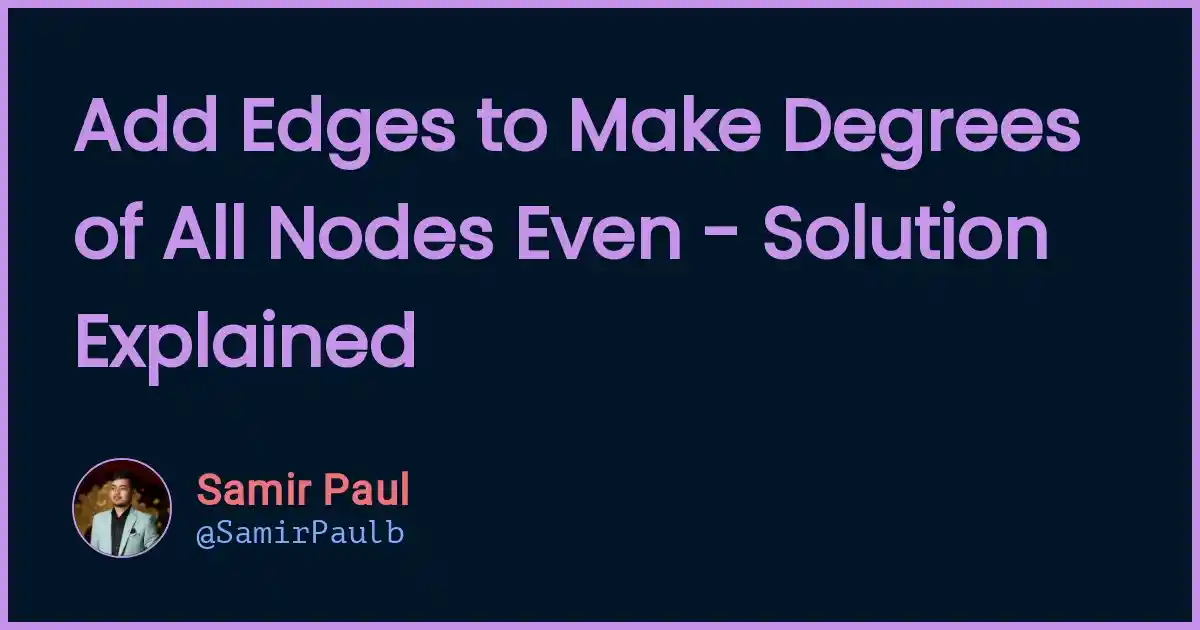 Add Edges to Make Degrees
of All Nodes Even - Solution
Explained
Samir Paul
@SamirPaulb